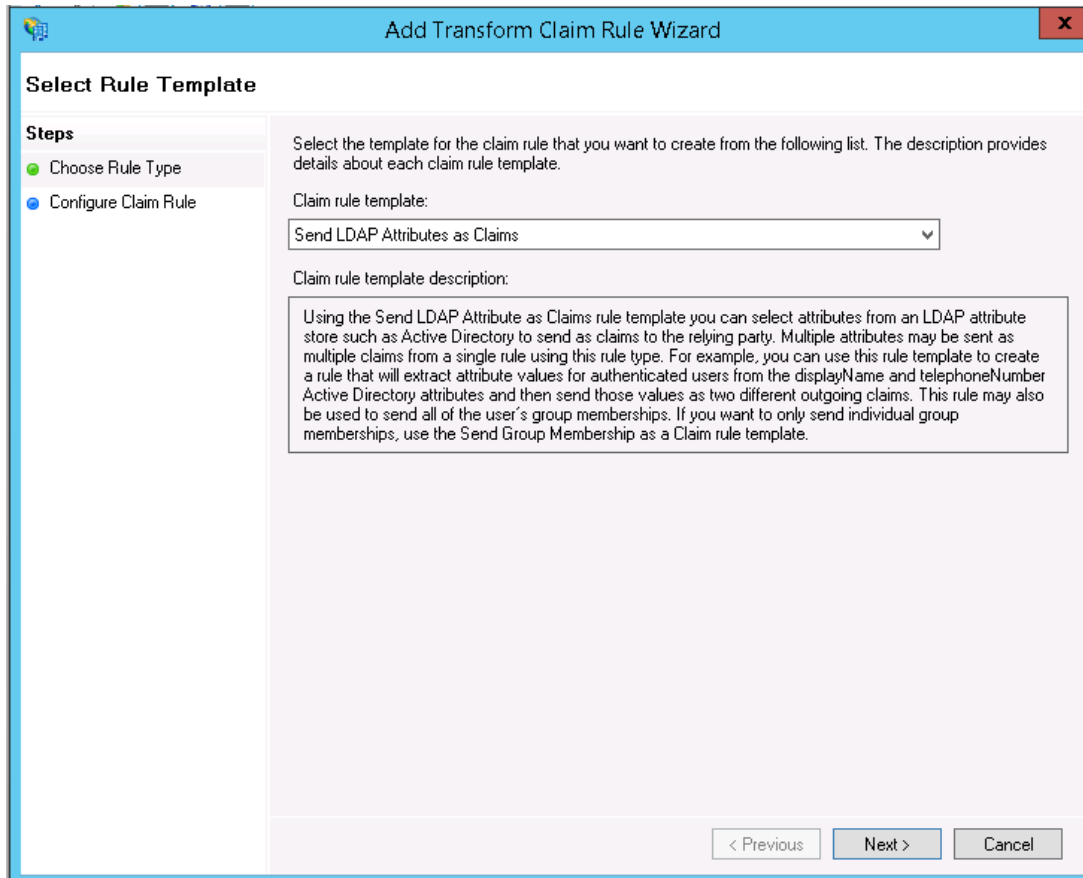 Add Transform Claim Rule Wizard
x
Select Rule Template
Steps
Choose Rule Type
Configure Claim Rule
Select the template for the claim rule that you want to create from the following list. The description provides
details about each claim rule template.
Claim rule template:
Send LDAP Attributes as Claims
Claim rule template description:
Using the Send LDAP Attribute as Claims rule template you can select attributes from an LDAP attribute
store such as Active Directory to send as claims to the relying party. Multiple attributes may be sent as
multiple claims from a single rule using this rule type. For example, you can use this rule template to create
a rule that will extract attribute values for authenticated users from the displayName and telephoneNumber
Active Directory attributes and then send those values as two different outgoing claims. This rule may also
be used to send all of the user's group memberships. If you want to only send individual group
memberships, use the Send Group Membership as a Claim rule template.
< Previous
Next >
Cancel